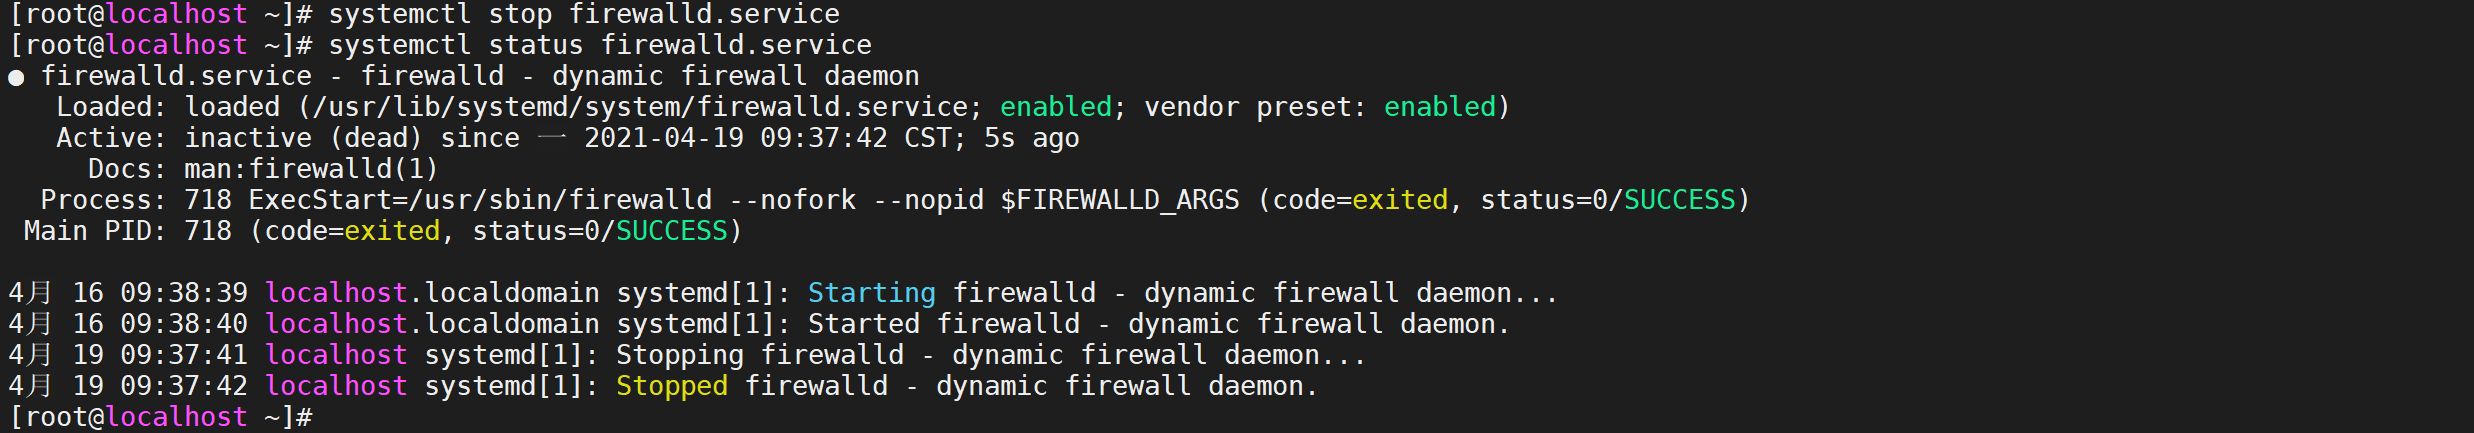 [root@localhost ~]# systemctl stop firewalld.service
[root@localhost ~]# systemctl status firewalld.service
● firewalld.service - firewalld - dynamic firewall daemon
   Loaded: loaded (/usr/lib/systemd/system/firewalld.service; enabled; vendor preset: enabled)
   Active: inactive (dead) since 一 2021-04-19 09:37:42 CST; 5s ago
     Docs: man:firewalld(1)
  Process: 718 ExecStart=/usr/sbin/firewalld --nofork --nopid $FIREWALLD_ARGS (code=exited, status=0/SUCCESS)
 Main PID: 718 (code=exited, status=0/SUCCESS)

4月 16 09:38:39 localhost.localdomain systemd[1]: Starting firewalld - dynamic firewall daemon...
4月 16 09:38:40 localhost.localdomain systemd[1]: Started firewalld - dynamic firewall daemon.
4月 19 09:37:41 localhost systemd[1]: Stopping firewalld - dynamic firewall daemon...
4月 19 09:37:42 localhost systemd[1]: Stopped firewalld - dynamic firewall daemon.
[root@localhost ~]#